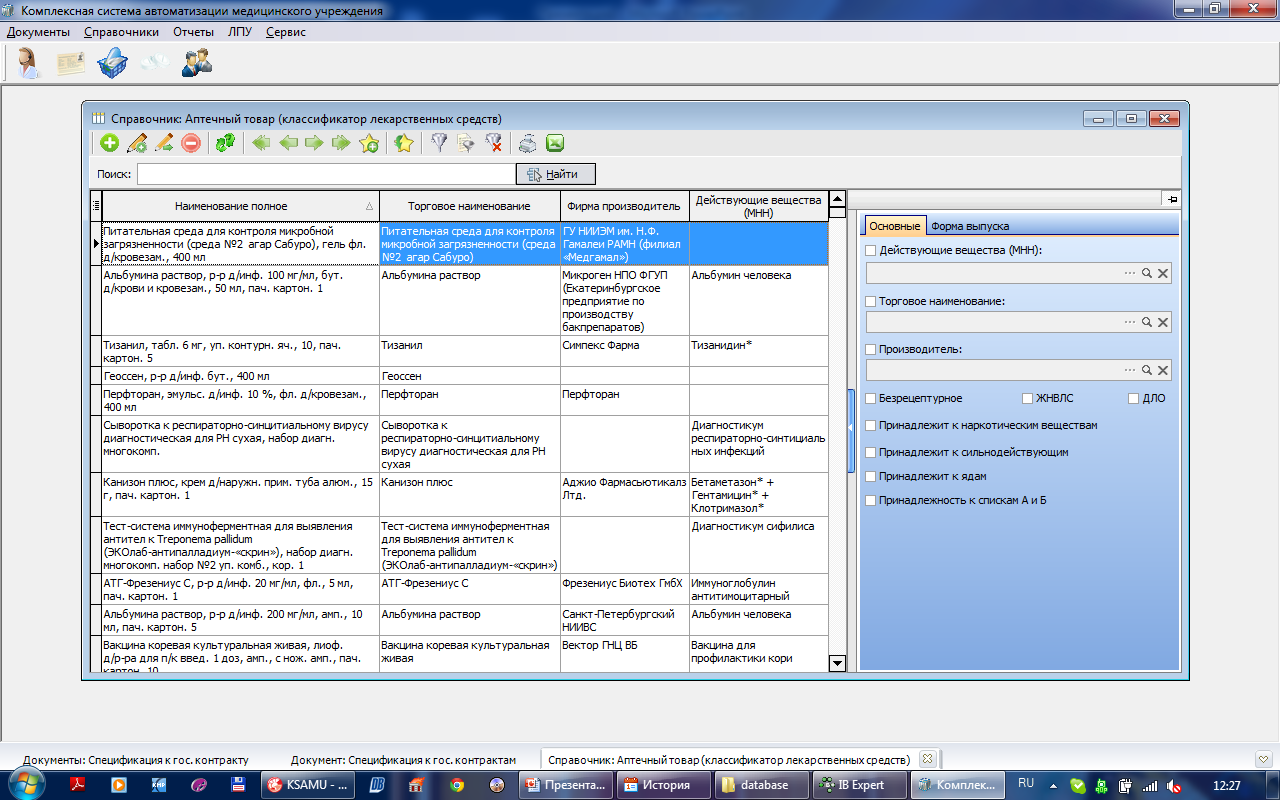 Комплексная система автоматизации медицинского учреждения
Документы Справочники Отчеты ЛПУ Сервис
Справочник: Аптечный товар (классификатор лекарственных средств)
Поиск: Найти
Наименование полное
Торговое наименование
Фирма производитель
Действующие вещества
(МНН)
Питательная среда для контроля микробной
загрязненности (среда №2 агар Сабуро), гель фл.
д/кровезам., 400 мл
Питательная среда для контроля
микробной загрязненности (среда
№2 агар Сабуро)
ГУ НИИЭМ им. Н.Ф.
Гамалеи РАМН (филиал
«Медгамал»)
Альбумина раствор, р-р д/инф. 100 мг/мл, бут.
д/крови и кровезам., 50 мл, пач. картон. 1
Альбумина раствор
Микроген НПО ФГУП
(Екатеринбургское
предприятие по
производству
бакпрепаратов)
Альбумин человека
Тизанил, табл. 6 мг, уп. контурн. яч., 10, пач.
картон. 5
Тизанил
Симпекс Фарма
Тизанидин*
Геоссен, р-р д/инф. бут., 400 мл
Геоссен
Перфторан, эмульс. д/инф. 10 %, фл. д/кровезам.,
400 мл
Перфторан
Перфторан
Сыворотка к респираторно-синцитиальному вирусу
диагностическая для РН сухая, набор диагн.
многокомп.
Сыворотка к
респираторно-синцитиальному
вирусу диагностическая для РН
сухая
Диагностикум
респираторно-синтициаль
ных инфекций
Канизон плюс, крем д/наружн. прим. туба алюм., 15
г, пач. картон. 1
Канизон плюс
Аджио Фармасьютикалз
Лтд.
Бетаметазон* +
Гентамицин* +
Клотримазол*
Тест-система иммуноферментная для выявления
антител к Treponema pallidum
(ЭКОлаб-антипалладиум-«скрин»), набор диагн.
многокомп. набор №2 уп. комб., кор. 1
Тест-система иммуноферментная
для выявления антител к
Treponema pallidum
(ЭКОлаб-антипалладиум-«скрин»)
Диагностикум сифилиса
АТГ-Фрезениус С, р-р д/инф. 20 мг/мл, фл., 5 мл,
пач. картон. 1
АТГ-Фрезениус С
Фрезениус Биотех ГмбХ
Иммуноглобулин
антитимоцитарный
Альбумина раствор, р-р д/инф. 200 мг/мл, амп., 10
мл, пач. картон. 5
Альбумина раствор
Санкт-Петербургский
НИИВС
Альбумин человека
Вакцина коревая культуральная живая, лиоф.
д/р-ра для п/к введ. 1 доз, амп., с нож. амп., пач.
картон. 10
Вакцина коревая культуральная
живая
Вектор ГНЦ ВБ
Вакцина для
профилактики кори
Основные Форма выпуска
Действующие вещества (МНН):
Торговое наименование:
Производитель:
Безрецептурное ЖНВЛС ДЛО
Принадлежит к наркотическим веществам
Принадлежит к сильнодействующим
Принадлежит к ядам
Принадлежность к спискам А и Б
Документы: Спецификация к гос. контракту Документ: Спецификация к гос. контрактам Справочник: Аптечный товар (классификатор лекарственных средств)
KSAMU - ... Презента... История database IB Expert Комплек... RU 12:27